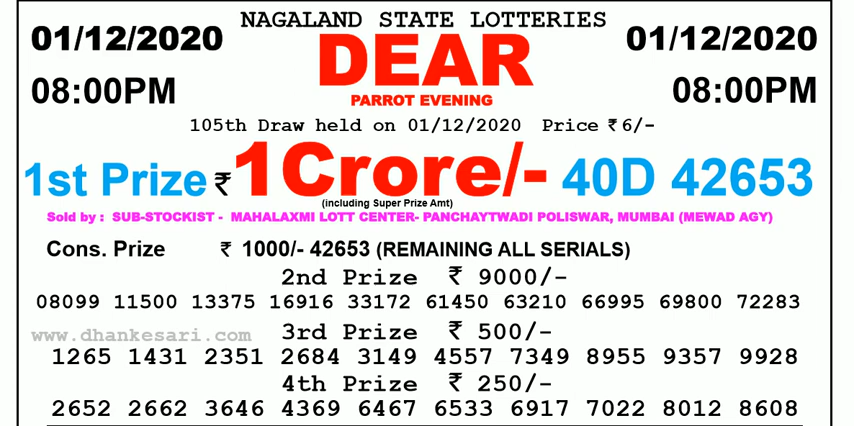 NAGALAND STATE LOTTERIES
01/12/2020 DEAR 01/12/2020
08:00PM PARROT EVENING 08:00PM
105th Draw held on 01/12/2020 Price ₹ 6/-
1st Prize ₹ 1Crore/- 40D 42653
(including Super Prize Amt)
Sold by : SUB-STOCKIST - MAHALAXMI LOTT CENTER- PANCHAYTWADI POLISWAR, MUMBAI (MEWAD AGY)
Cons. Prize ₹ 1000/- 42653 (REMAINING ALL SERIALS)
2nd Prize ₹ 9000/-
08099 11500 13375 16916 33172 61450 63210 66995 69800 72283
www.dhankesari.com 3rd Prize ₹ 500/-
1265 1431 2351 2684 3149 4557 7349 8955 9357 9928
4th Prize ₹ 250/-
2652 2662 3646 4369 6467 6533 6917 7022 8012 8608